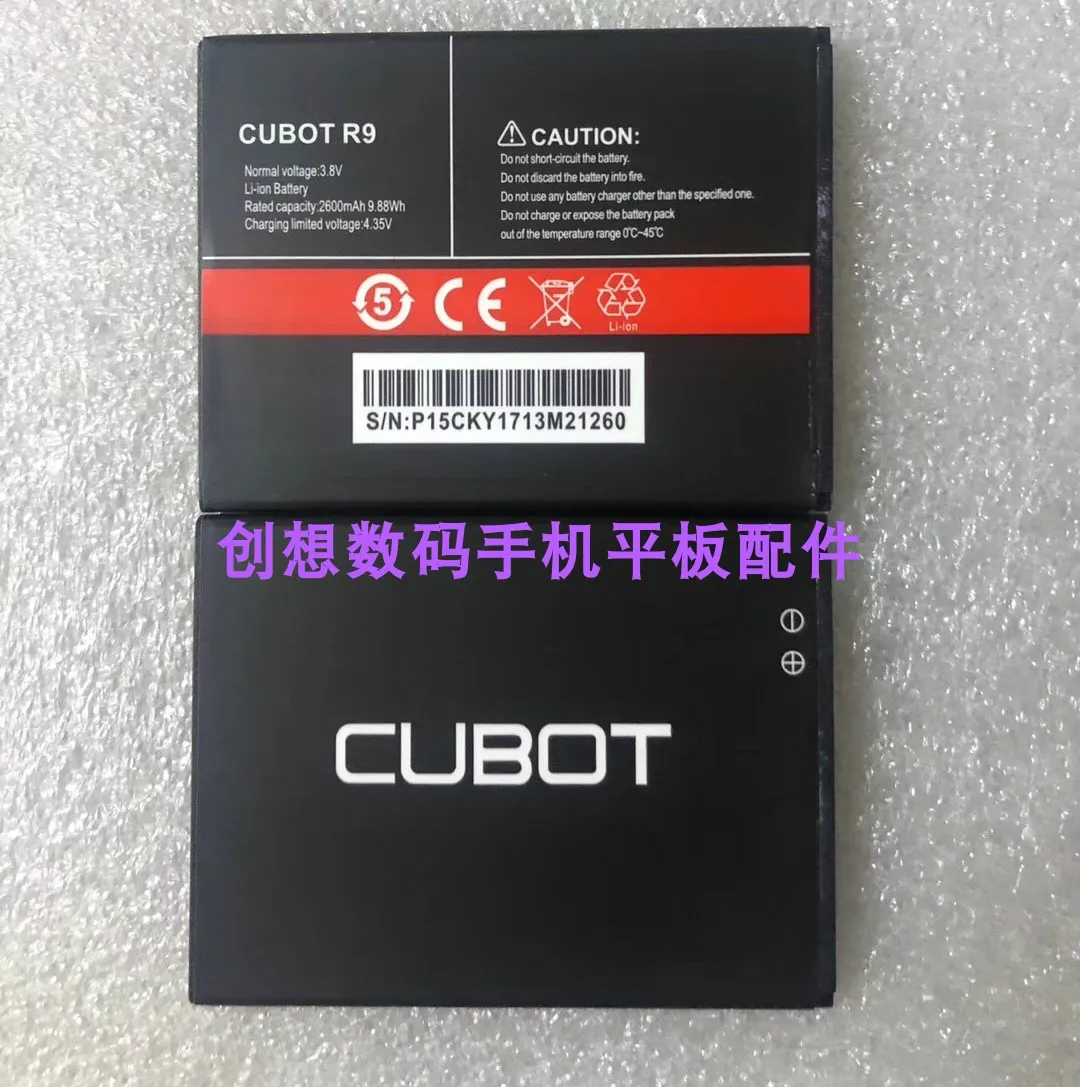 CUBOT R9
Normal voltage:3.8V
Li-ion Battery
Rated capacity:2600mAh 9.88Wh
Charging limited voltage:4.35V
CAUTION:
Do not short-circuit the battery.
Do not discard the battery into fire.
Do not use any battery charger other than the specified one.
Do not charge or expose the battery pack
out of the temperature range 0°C~45°C
5
CE
Li-ion
S/N:P15CKY1713M21260
创想数码手机平板配件
CUBOT